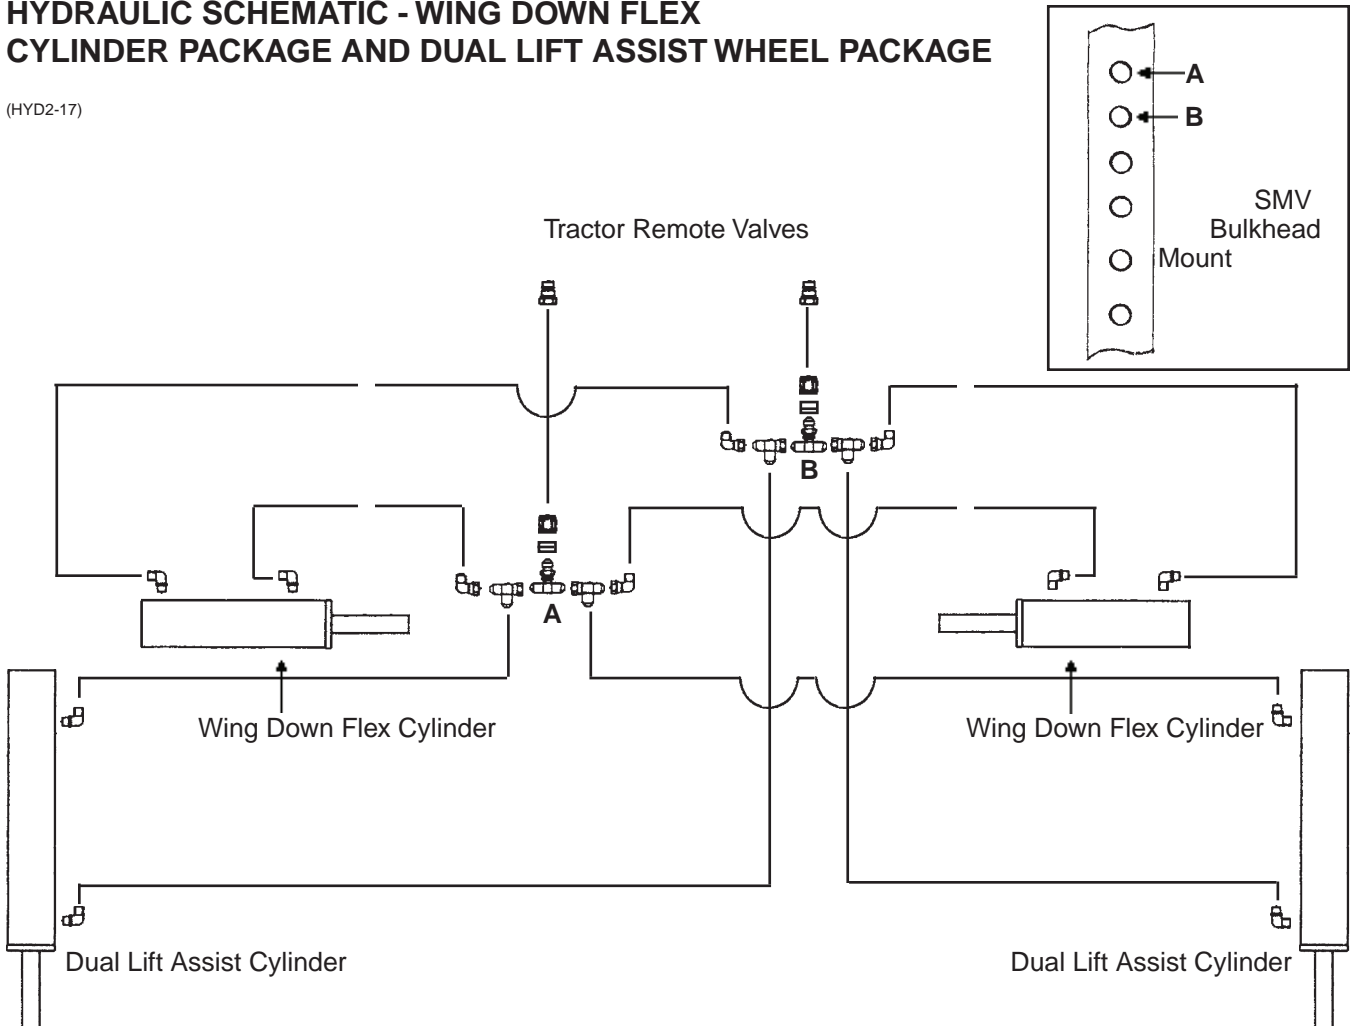 HYDRAULIC SCHEMATIC - WING DOWN FLEX
CYLINDER PACKAGE AND DUAL LIFT ASSIST WHEEL PACKAGE
(HYD2-17)
A
B
SMV
Bulkhead
Mount
Tractor Remote Valves
B
A
Wing Down Flex Cylinder
Wing Down Flex Cylinder
Dual Lift Assist Cylinder
Dual Lift Assist Cylinder